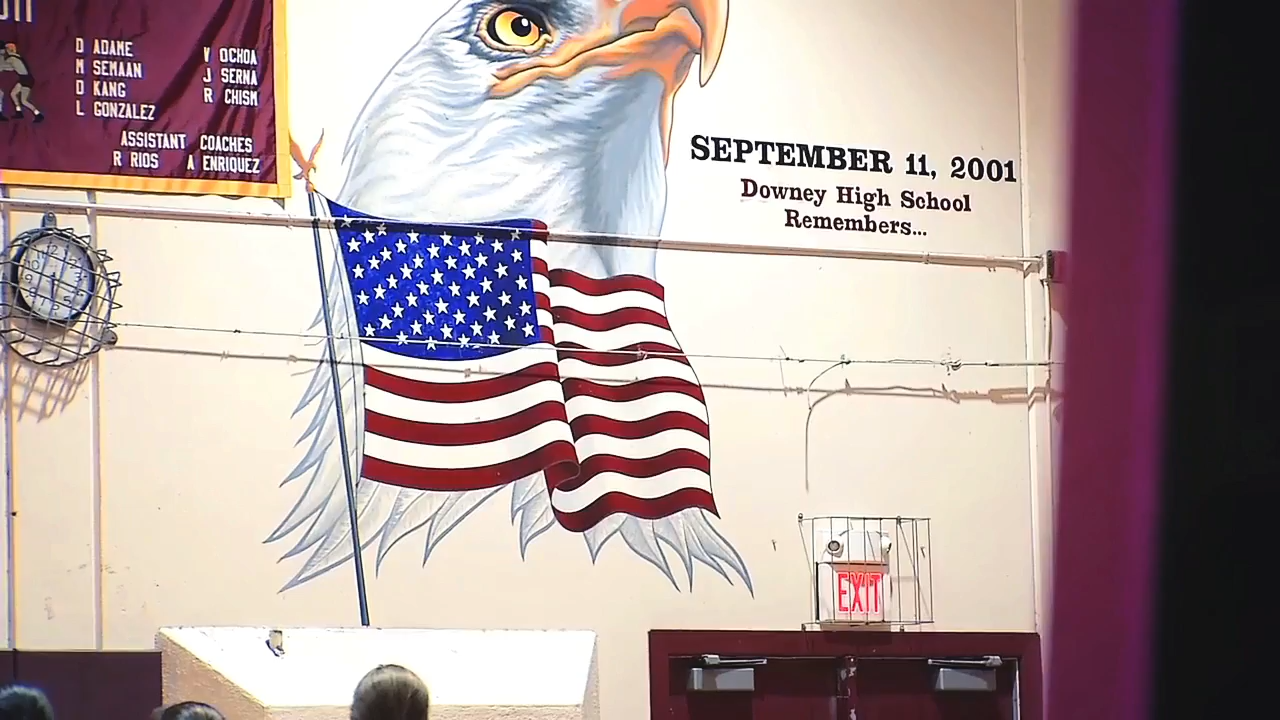 D ADAME
M SEMAAN
D KANG
L GONZALEZ
V OCHOA
J SERNA
R CHISM
ASSISTANT COACHES
R RIOS A ENRIQUEZ
SEPTEMBER 11, 2001
Downey High School
Remembers...
EXIT